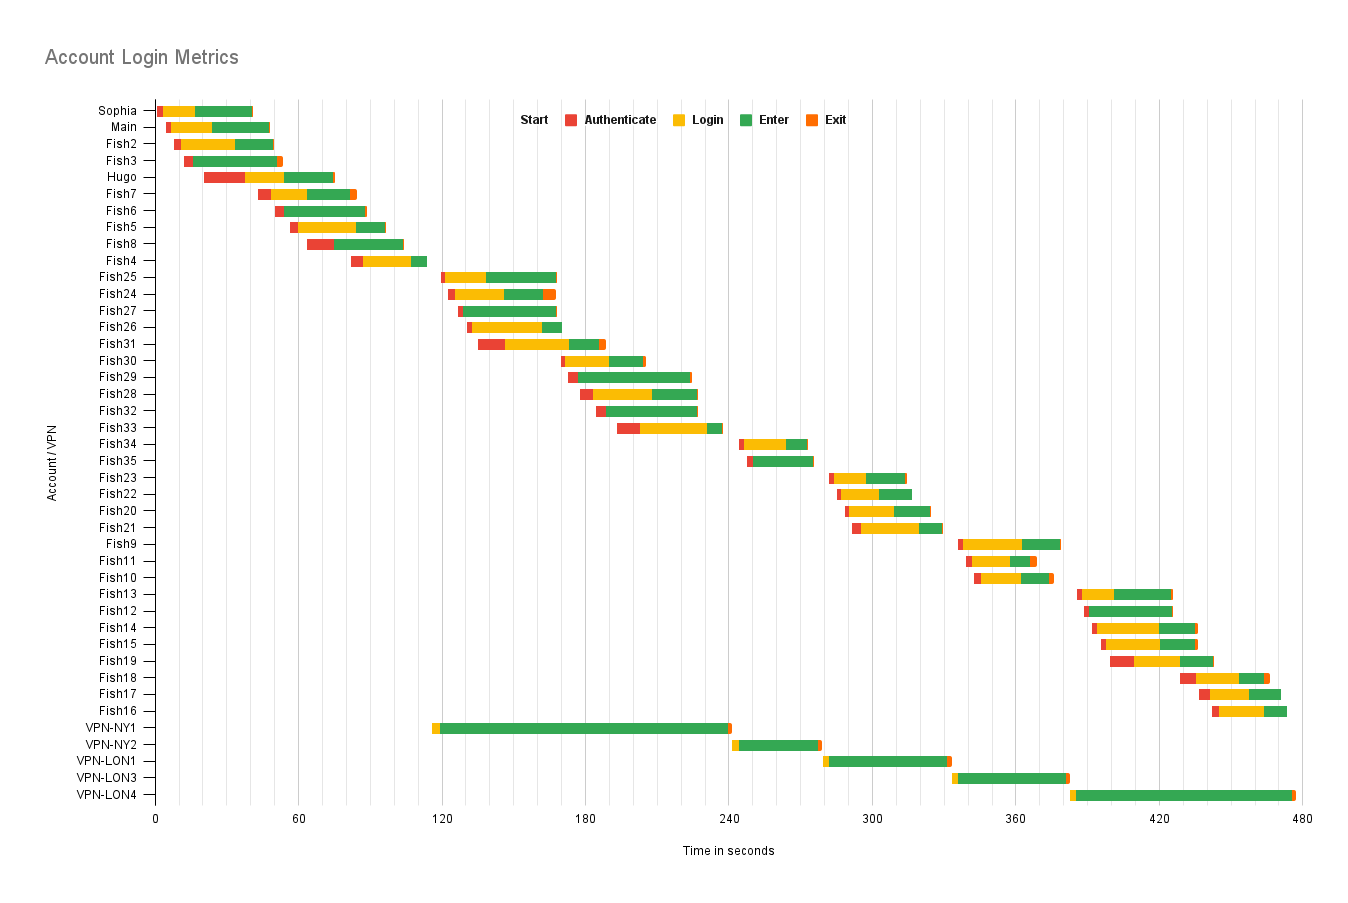 Account Login Metrics
Start Authenticate Login Enter Exit
Account / VPN
Sophia
Main
Fish2
Fish3
Hugo
Fish7
Fish6
Fish5
Fish8
Fish4
Fish25
Fish24
Fish27
Fish26
Fish31
Fish30
Fish29
Fish28
Fish32
Fish33
Fish34
Fish35
Fish23
Fish22
Fish20
Fish21
Fish9
Fish11
Fish10
Fish13
Fish12
Fish14
Fish15
Fish19
Fish18
Fish17
Fish16
VPN-NY1
VPN-NY2
VPN-LON1
VPN-LON3
VPN-LON4
0 60 120 180 240 300 360 420 480
Time in seconds